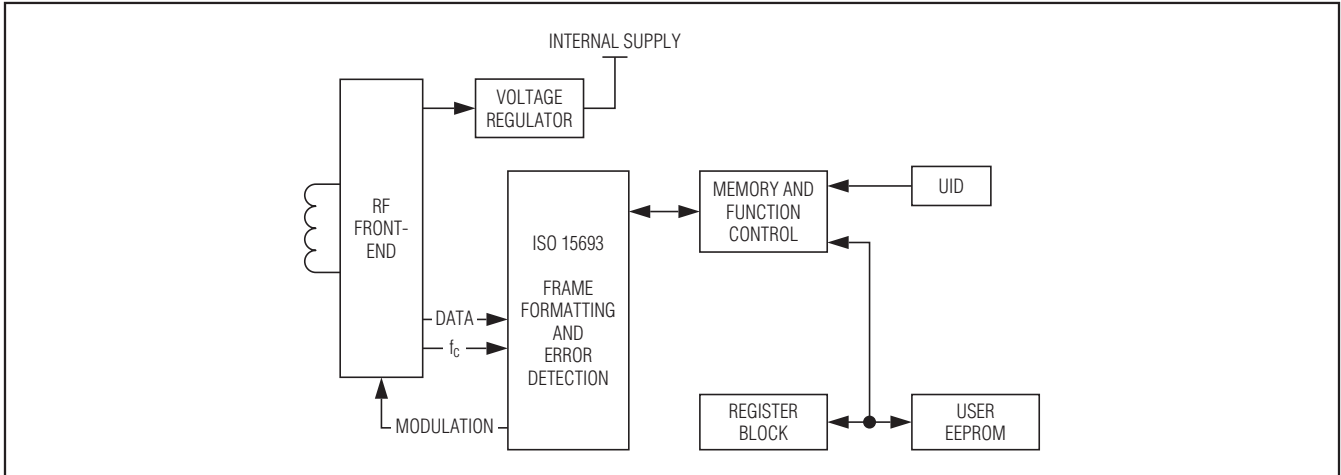 INTERNAL SUPPLY
VOLTAGE
REGULATOR
RF
FRONT-
END
ISO 15693
FRAME
FORMATTING
AND
ERROR
DETECTION
MEMORY AND
FUNCTION
CONTROL
UID
DATA
fC
MODULATION
REGISTER
BLOCK
USER
EEPROM